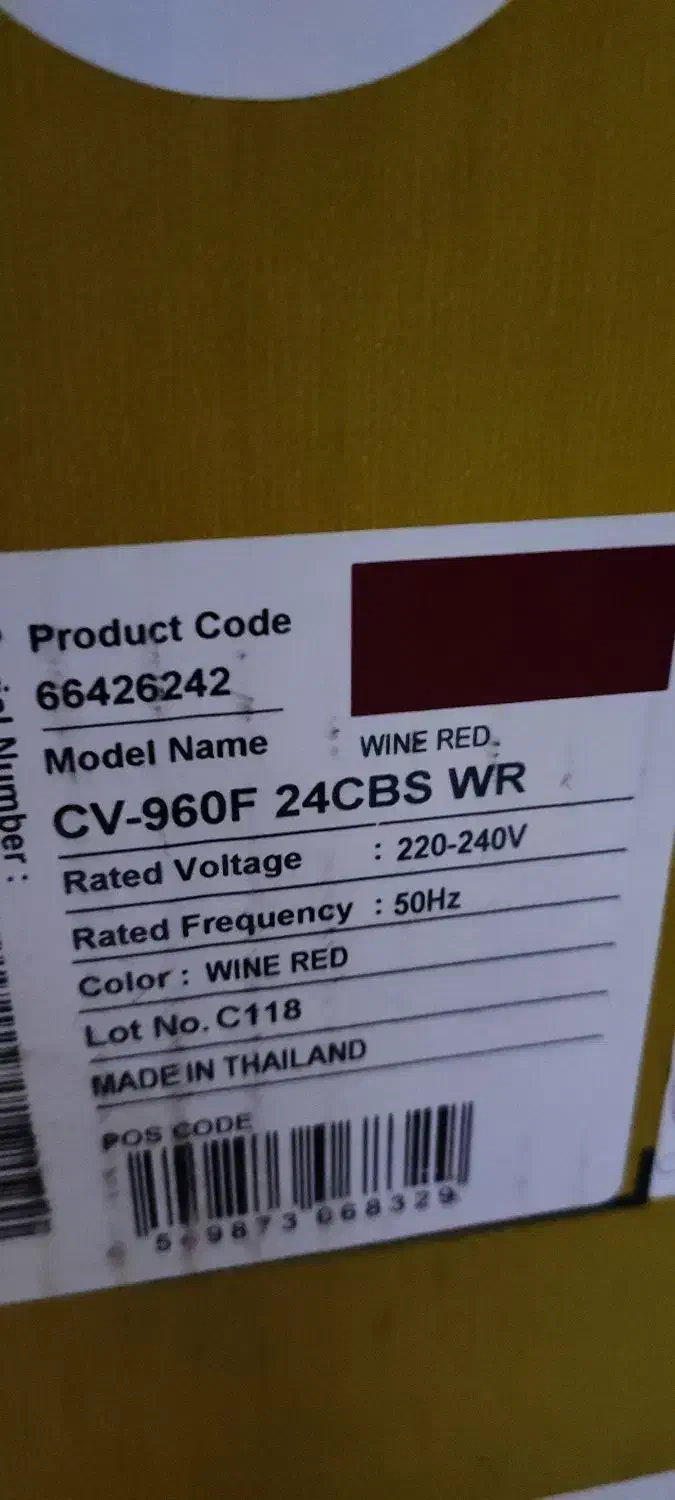 Product Code
66426242
WINE RED
Model Name
CV-960F 24CBS WR
Rated Voltage : 220-240V
Rated Frequency : 50Hz
Color : WINE RED
Lot No. C118
MADE IN THAILAND
POS CODE
Number :